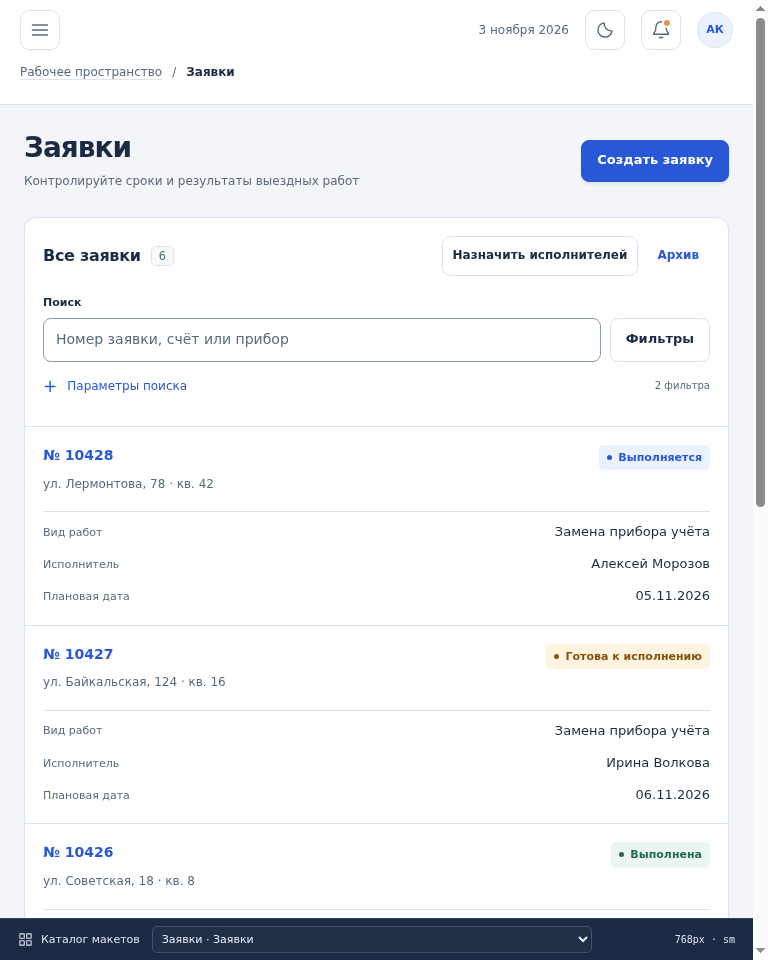 3 ноября 2026
АК
Рабочее пространство / Заявки
Заявки
Контролируйте сроки и результаты выездных работ
Создать заявку
Все заявки 6
Назначить исполнителей
Архив
Поиск
Номер заявки, счёт или прибор
Фильтры
Параметры поиска
2 фильтра
№ 10428
Выполняется
ул. Лермонтова, 78 · кв. 42
Вид работ Замена прибора учёта
Исполнитель Алексей Морозов
Плановая дата 05.11.2026
№ 10427
Готова к исполнению
ул. Байкальская, 124 · кв. 16
Вид работ Замена прибора учёта
Исполнитель Ирина Волкова
Плановая дата 06.11.2026
№ 10426
Выполнена
ул. Советская, 18 · кв. 8
Каталог макетов
Заявки · Заявки
768px · sm